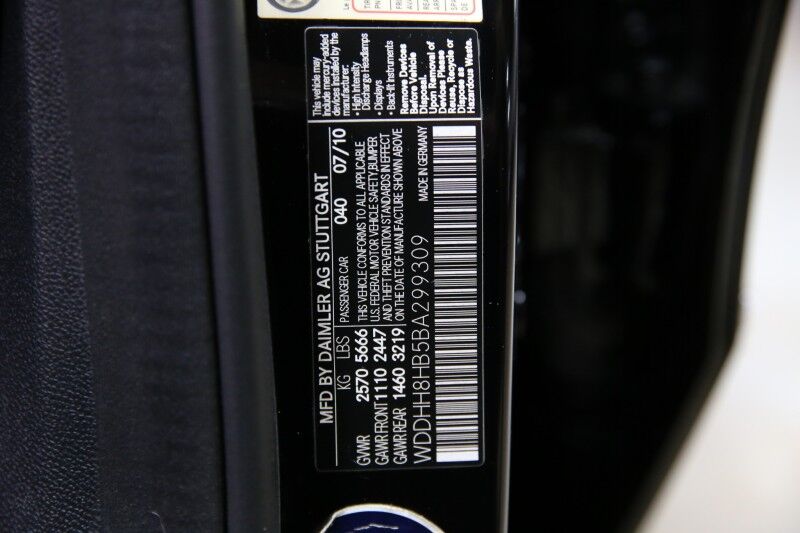 MFD BY DAIMLER AG STUTTGART
KG LBS PASSENGER CAR 040 07/10
GVWR 2570 5666
GAWR FRONT 1110 2447
GAWR REAR 1460 3219
THIS VEHICLE CONFORMS TO ALL APPLICABLE
U.S. FEDERAL MOTOR VEHICLE SAFETY, BUMPER
AND THEFT PREVENTION STANDARDS IN EFFECT
ON THE DATE OF MANUFACTURE SHOWN ABOVE
WDDHH8HB5BA299309 MADE IN GERMANY
This vehicle may
include mercury-added
devices installed by the
manufacturer:
• High Intensity
Discharge Headlamps
• Displays
• Back-lit Instruments
Remove Devices
Before Vehicle
Disposal.
Upon Removal of
Devices Please
Reuse, Recycle or
Dispose as
Hazardous Waste.